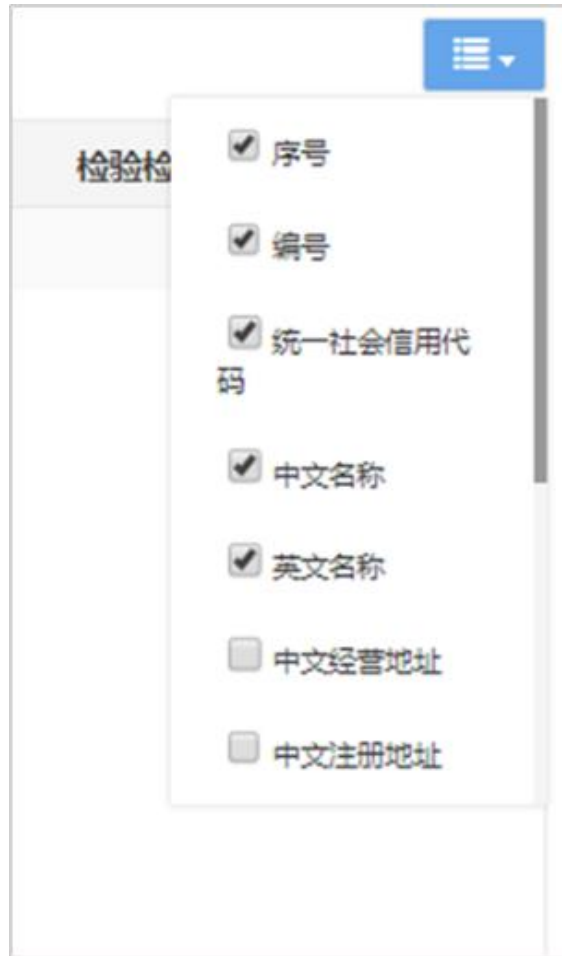 检验检
序号
编号
统一社会信用代
码
中文名称
英文名称
中文经营地址
中文注册地址